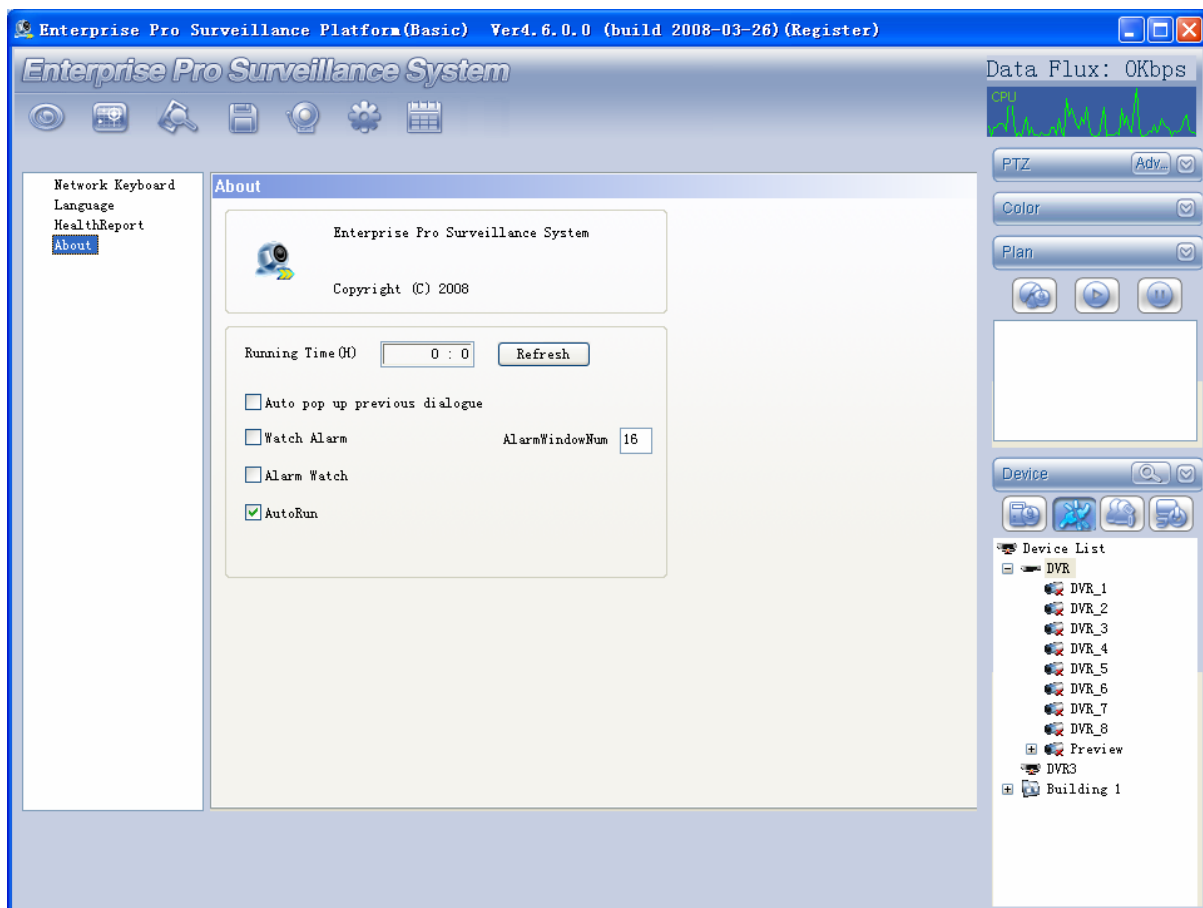 Enterprise Pro Surveillance Platform(Basic) Ver4.6.0.0 (build 2008-03-26)(Register)
Enterprise Pro Surveillance System
Data Flux: 0Kbps
CPU
PTZ
Adv...
Color
Plan
Network Keyboard
Language
HealthReport
About
About
Enterprise Pro Surveillance System
Copyright (C) 2008
Running Time(H) 0 : 0 Refresh
Auto pop up previous dialogue
Watch Alarm AlarmWindowNum 16
Alarm Watch
AutoRun
Device
Device List
DVR
DVR_1
DVR_2
DVR_3
DVR_4
DVR_5
DVR_6
DVR_7
DVR_8
Preview
DVR3
Building 1